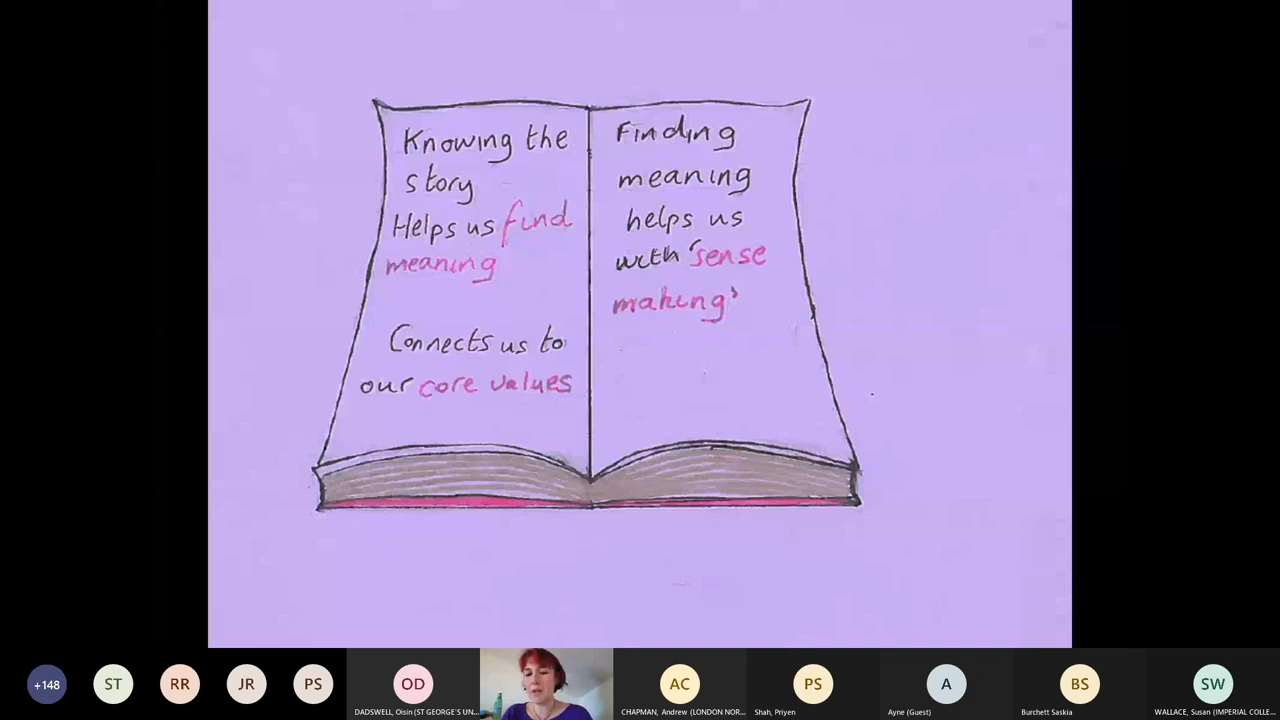 Knowing the
story
Helps us find
meaning
Connects us to
our core values
Finding
meaning
helps us
with 'sense
making'
+148
ST
RR
JR
PS
OD
DADSWELL, Oisin (ST GEORGE'S UN...
AC
CHAPMAN, Andrew (LONDON NOR...
PS
Shah, Priyen
A
Ayne (Guest)
BS
Burchett Saskia
SW
WALLACE, Susan (IMPERIAL COLLE...